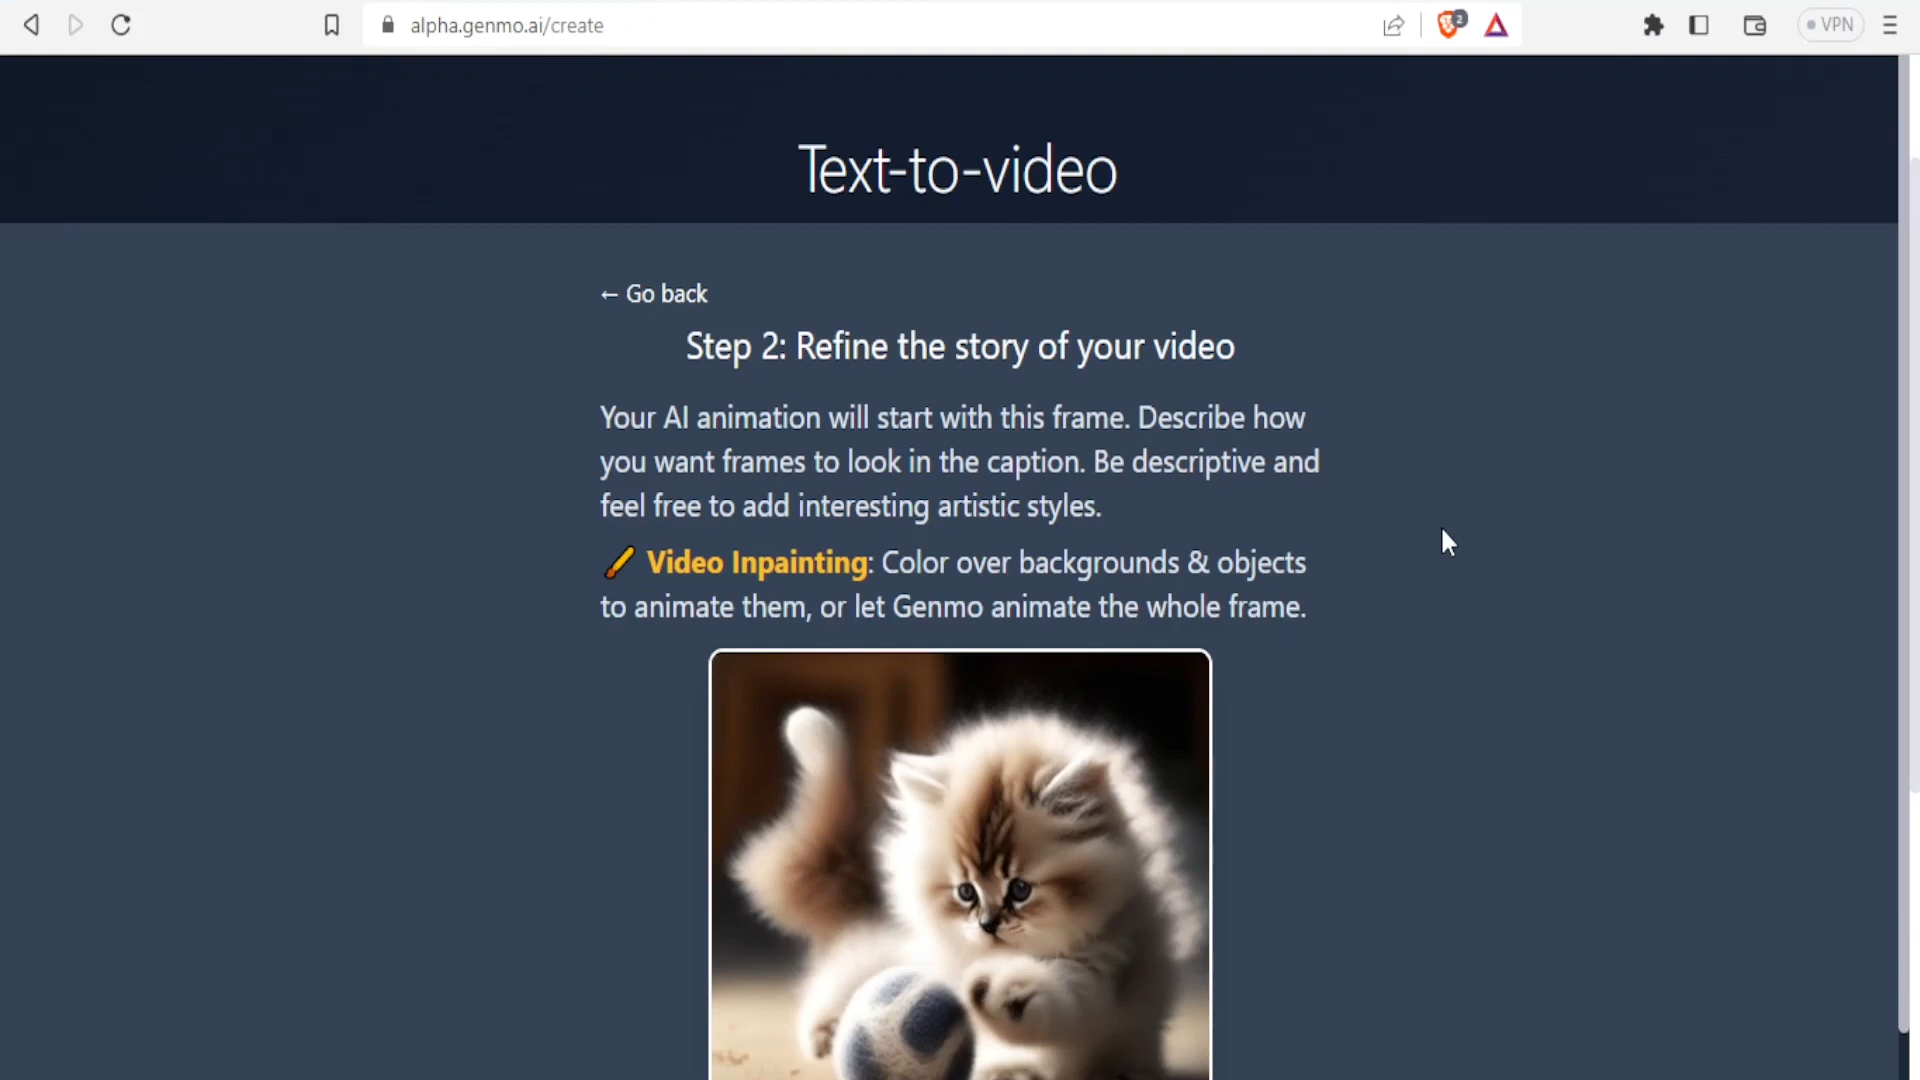 alpha.genmo.ai/create
2
VPN
Text-to-video
← Go back
Step 2: Refine the story of your video
Your AI animation will start with this frame. Describe how
you want frames to look in the caption. Be descriptive and
feel free to add interesting artistic styles.
🖌️ Video Inpainting: Color over backgrounds & objects
to animate them, or let Genmo animate the whole frame.